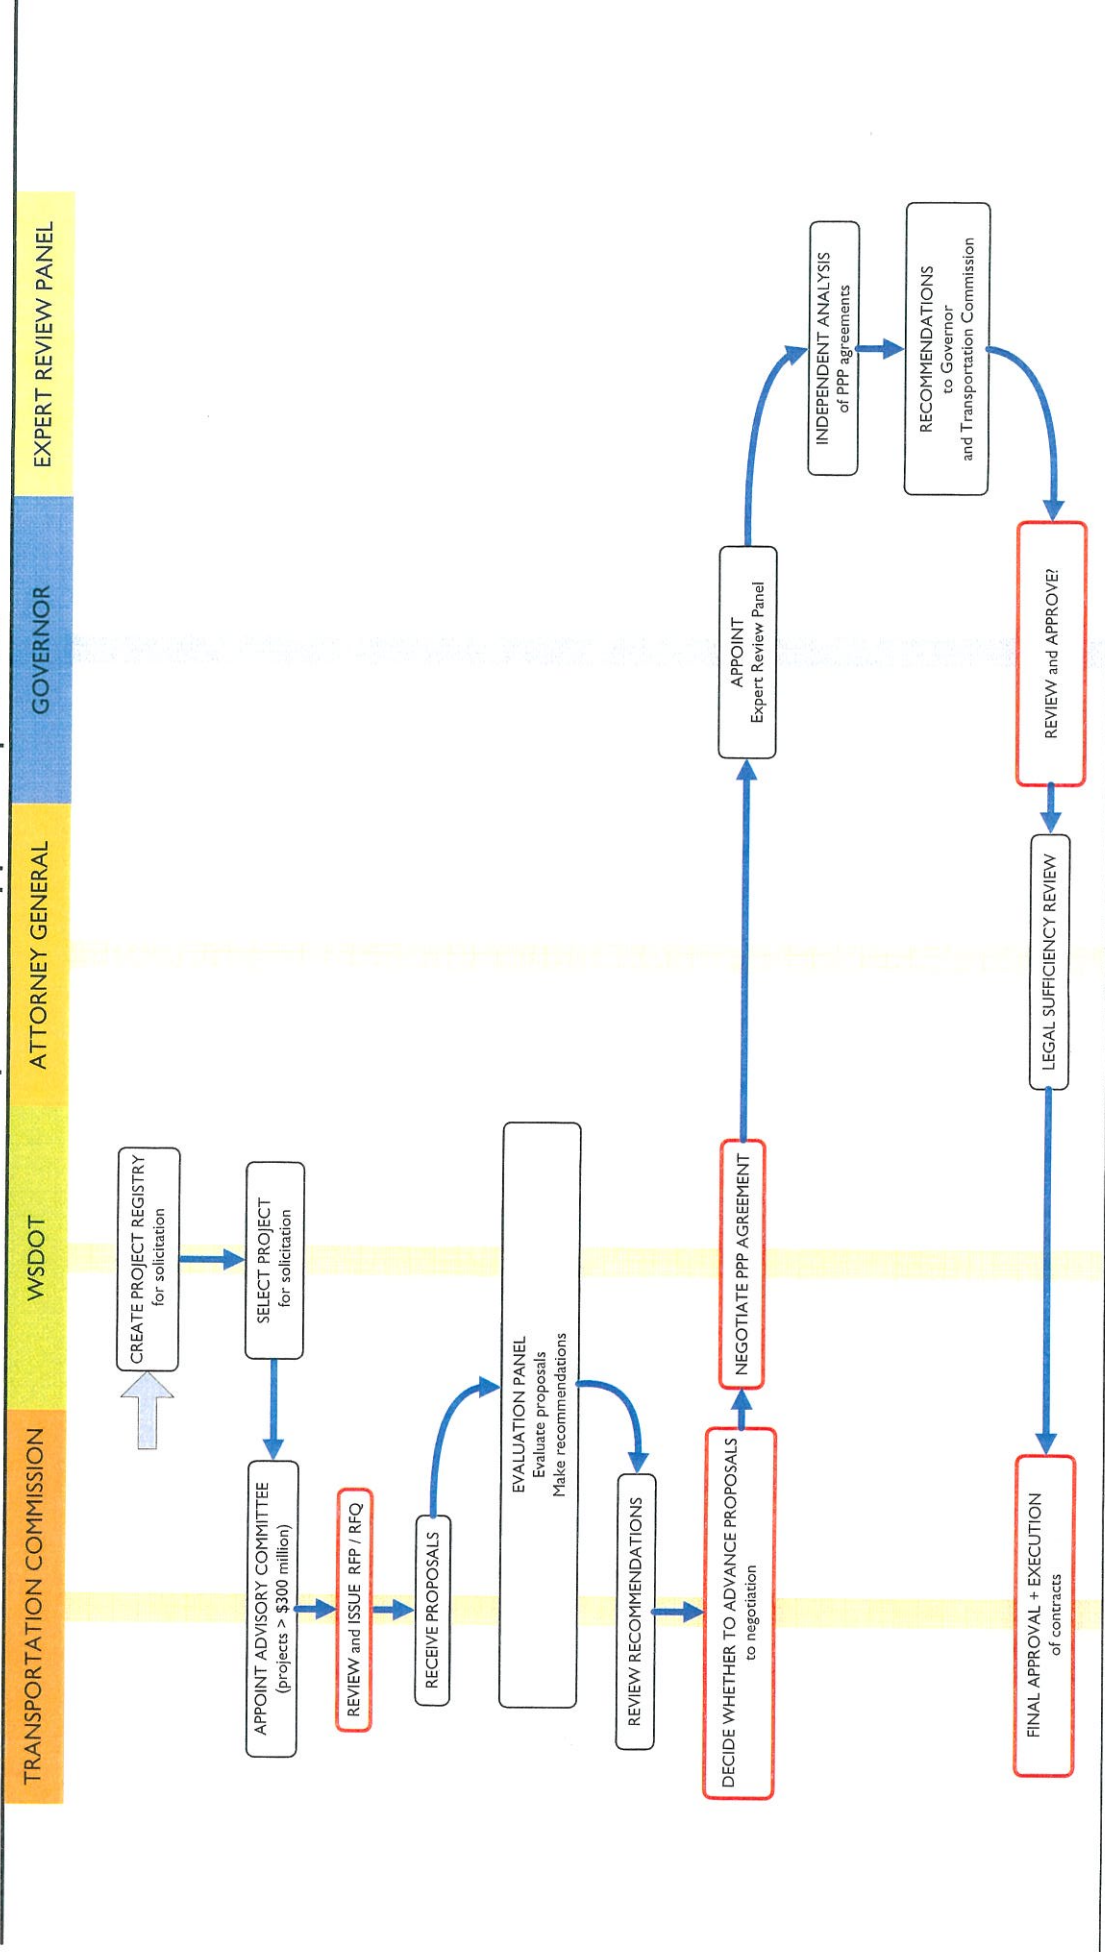 TRANSPORTATION COMMISSION
WSDOT
ATTORNEY GENERAL
GOVERNOR
EXPERT REVIEW PANEL
CREATE PROJECT REGISTRY
for solicitation
SELECT PROJECT
for solicitation
APPOINT ADVISORY COMMITTEE
(projects > $300 million)
REVIEW and ISSUE RFP / RFQ
RECEIVE PROPOSALS
EVALUATION PANEL
Evaluate proposals
Make recommendations
REVIEW RECOMMENDATIONS
DECIDE WHETHER TO ADVANCE PROPOSALS
to negotiation
NEGOTIATE PPP AGREEMENT
APPOINT
Expert Review Panel
INDEPENDENT ANALYSIS
of PPP agreements
RECOMMENDATIONS
to Governor
and Transportation Commission
REVIEW and APPROVE?
LEGAL SUFFICIENCY REVIEW
FINAL APPROVAL + EXECUTION
of contracts